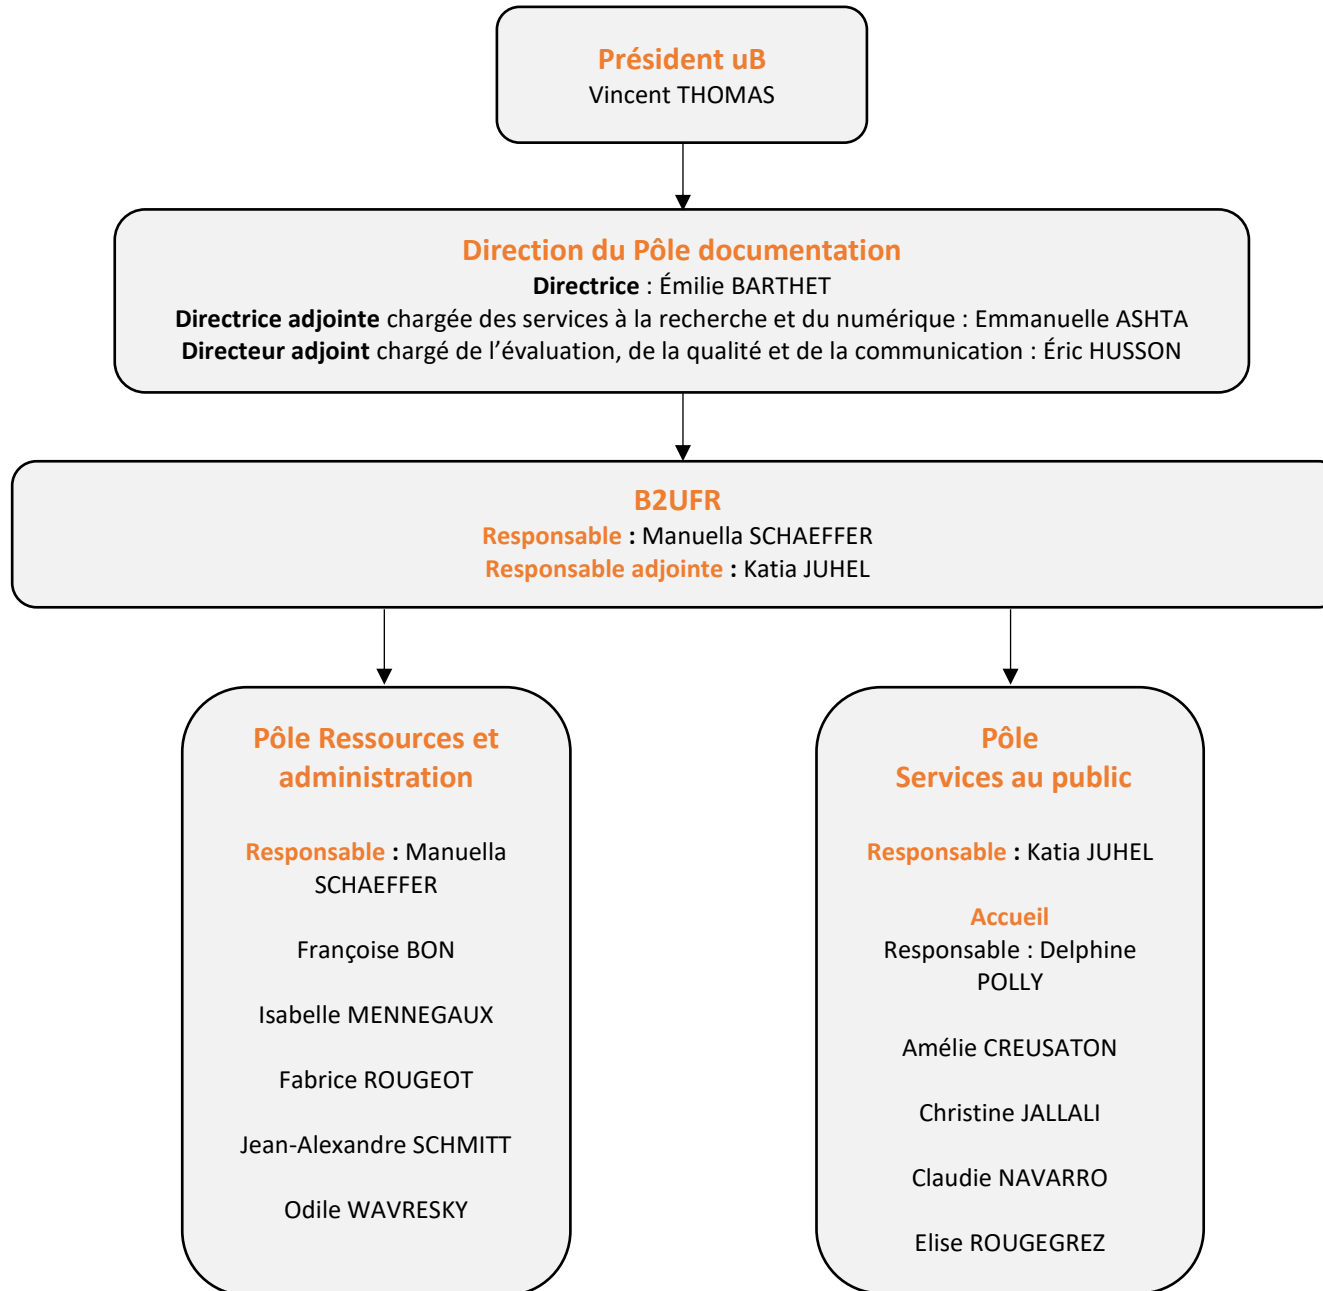 Président uB
Vincent THOMAS
Direction du Pôle documentation
Directrice : Émilie BARTHET
Directrice adjointe chargée des services à la recherche et du numérique : Emmanuelle ASHTA
Directeur adjoint chargé de l’évaluation, de la qualité et de la communication : Éric HUSSON
B2UFR
Responsable : Manuella SCHAEFFER
Responsable adjointe : Katia JUHEL
Pôle Ressources et
administration
Responsable : Manuella
SCHAEFFER
Françoise BON
Isabelle MENNEGAUX
Fabrice ROUGEOT
Jean-Alexandre SCHMITT
Odile WAVRESKY
Pôle
Services au public
Responsable : Katia JUHEL
Accueil
Responsable : Delphine
POLLY
Amélie CREUSATON
Christine JALLALI
Claudie NAVARRO
Elise ROUGEGREZ